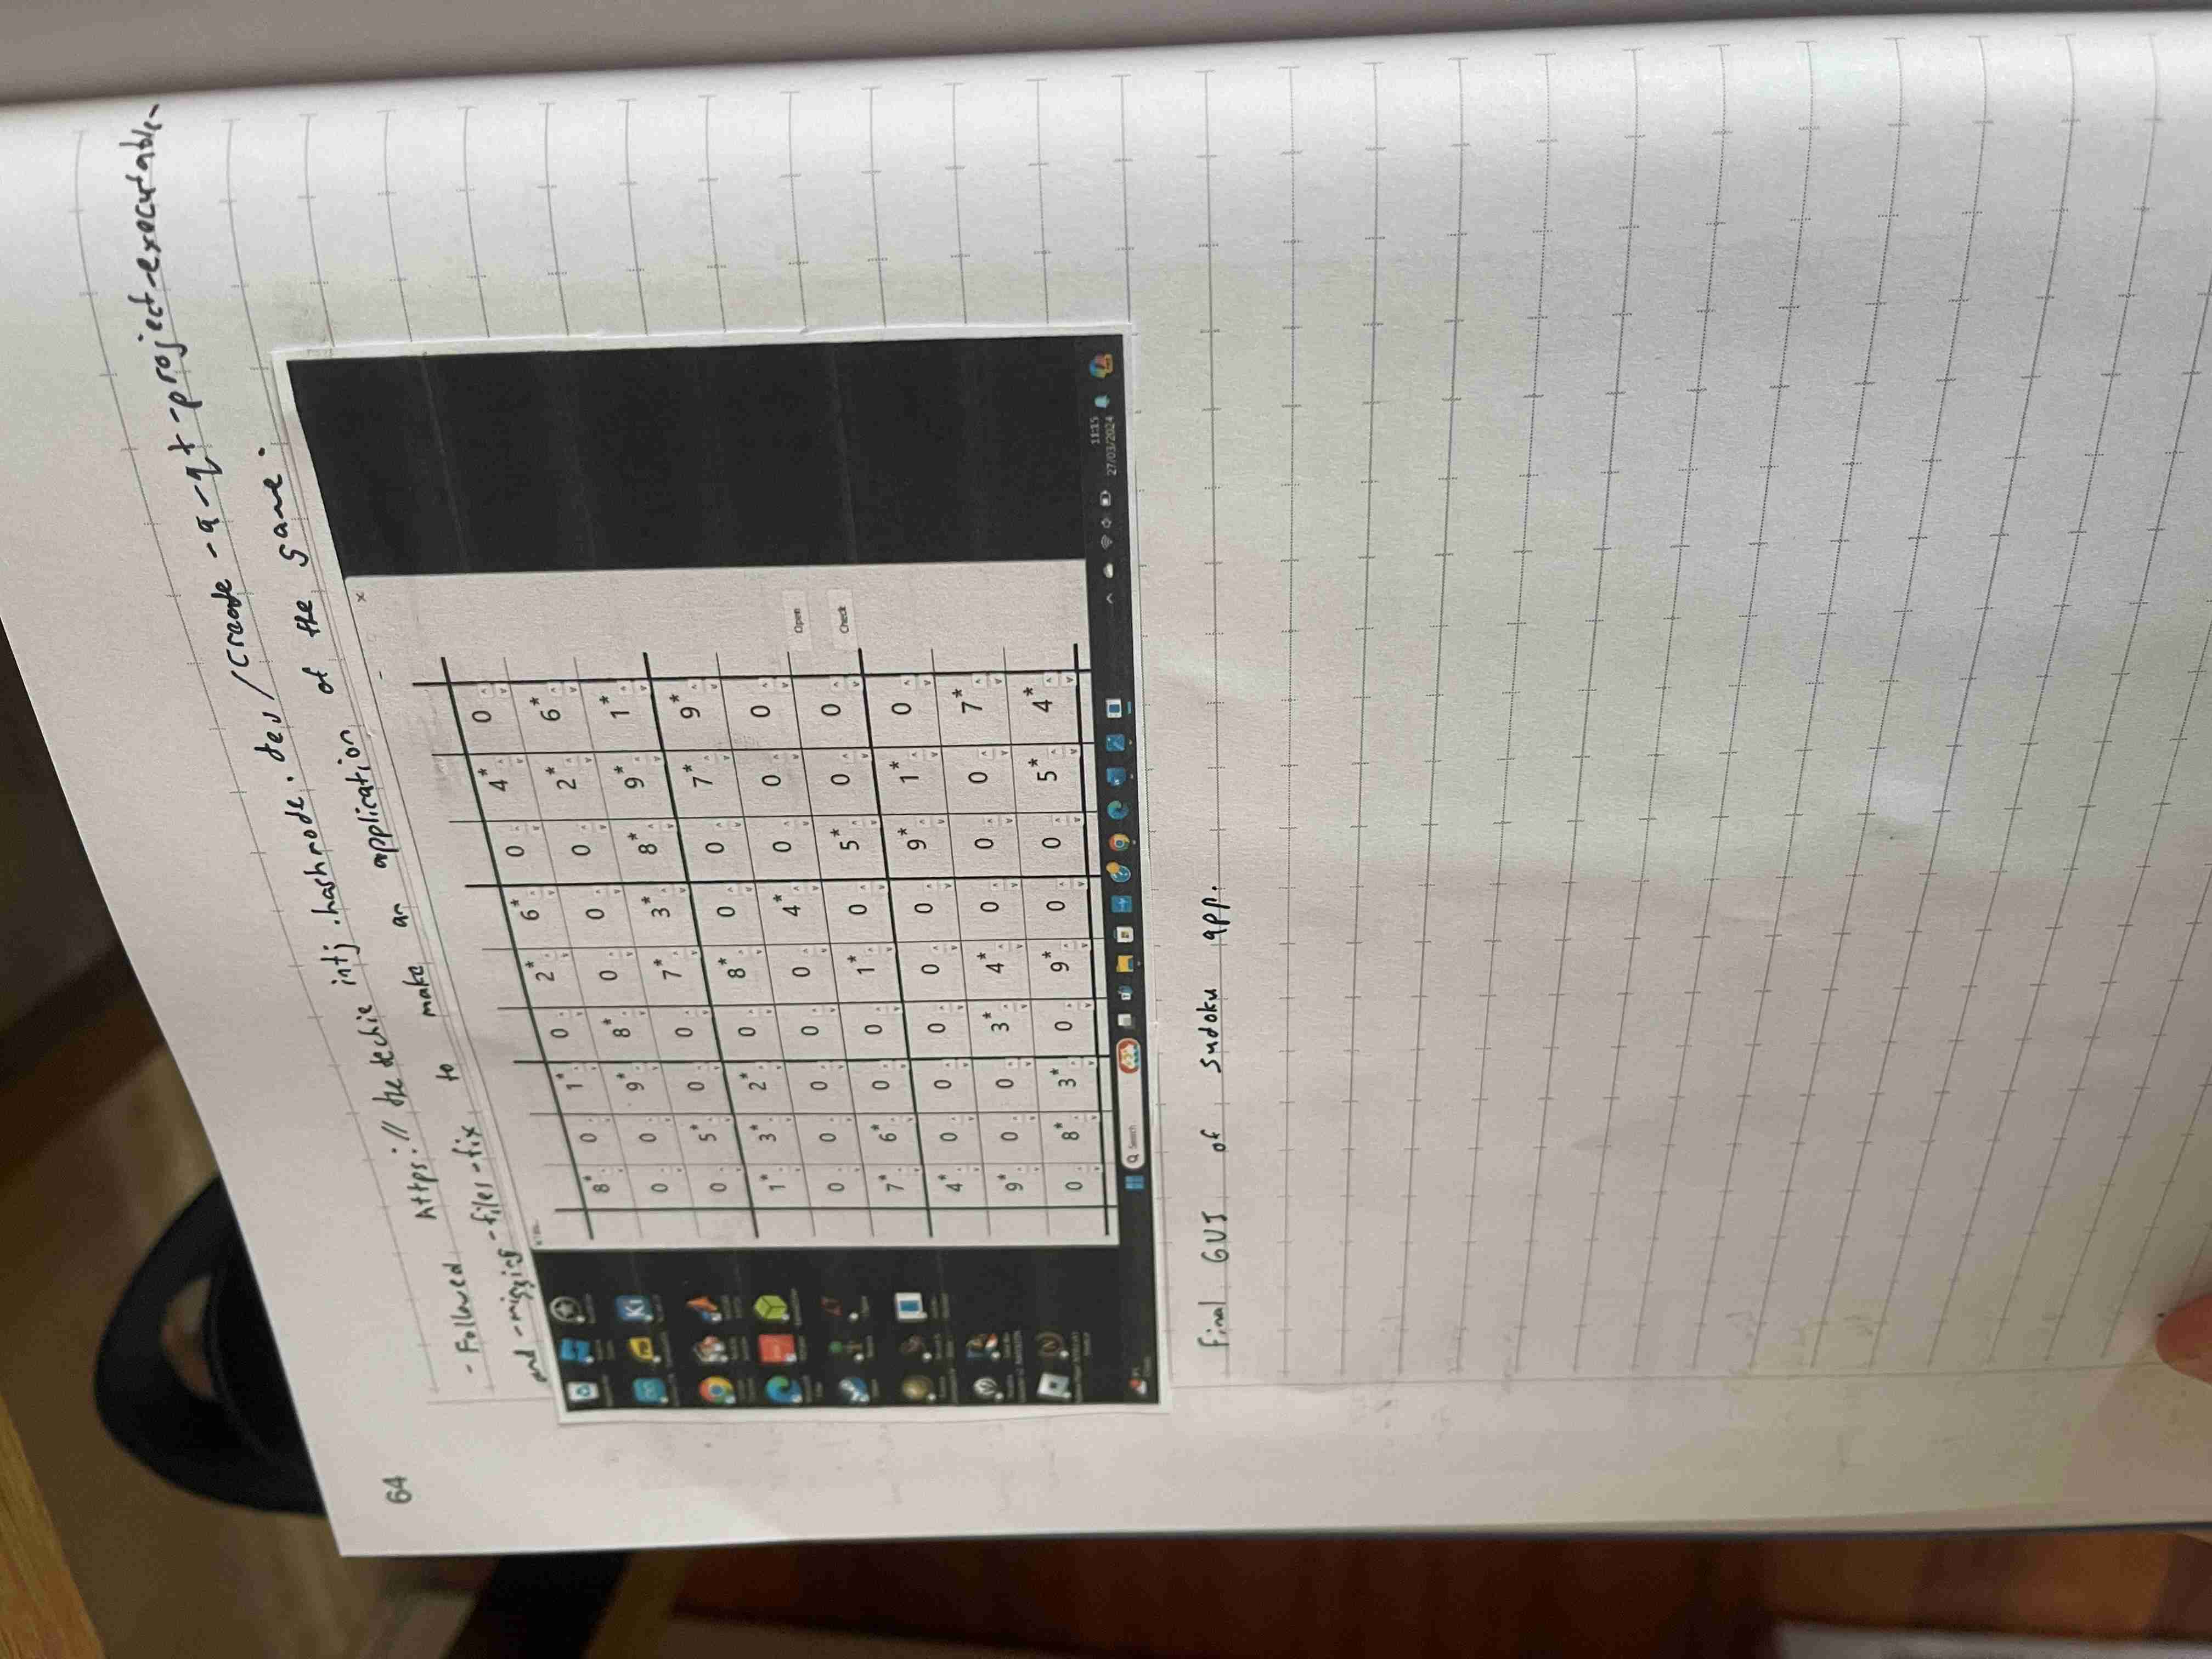 64
- Followed https://thetechieintj.hashnode.dev/create-a-qt-project-executable-
and-missing-files-fix to make an application of the game.
8* 0 1* 0 2* 6* 0 4* 0
0 0 9* 8* 0 0 0 2* 6*
0 5* 0 0 7* 3* 8* 9* 1*
1* 3* 2* 0 8* 0 0 7* 9*
0 0 0 0 0 4* 0 0 0
Open
7* 6* 0 0 1* 0 5* 0 0
Check
4* 0 0 0 0 0 9* 1* 0
9* 0 0 3* 4* 0 0 0 7*
0 8* 3* 0 9* 0 0 5* 4*
Ki
Search
11:15
27/03/2024
Final GUI of sudoku app.